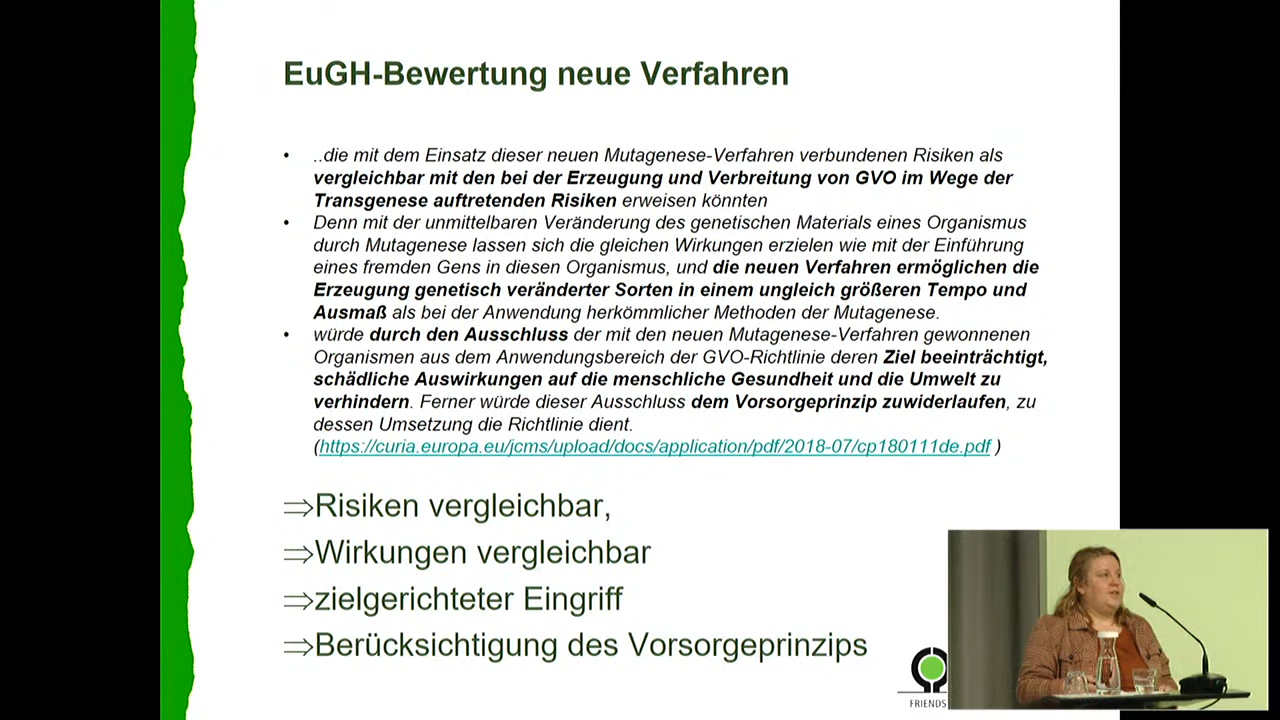 EuGH-Bewertung neue Verfahren
• ..die mit dem Einsatz dieser neuen Mutagenese-Verfahren verbundenen Risiken als
vergleichbar mit den bei der Erzeugung und Verbreitung von GVO im Wege der
Transgenese auftretenden Risiken erweisen könnten
• Denn mit der unmittelbaren Veränderung des genetischen Materials eines Organismus
durch Mutagenese lassen sich die gleichen Wirkungen erzielen wie mit der Einführung
eines fremden Gens in diesen Organismus, und die neuen Verfahren ermöglichen die
Erzeugung genetisch veränderter Sorten in einem ungleich größeren Tempo und
Ausmaß als bei der Anwendung herkömmlicher Methoden der Mutagenese.
• würde durch den Ausschluss der mit den neuen Mutagenese-Verfahren gewonnenen
Organismen aus dem Anwendungsbereich der GVO-Richtlinie deren Ziel beeinträchtigt,
schädliche Auswirkungen auf die menschliche Gesundheit und die Umwelt zu
verhindern. Ferner würde dieser Ausschluss dem Vorsorgeprinzip zuwiderlaufen, zu
dessen Umsetzung die Richtlinie dient.
(https://curia.europa.eu/jcms/upload/docs/application/pdf/2018-07/cp180111de.pdf )
⇒Risiken vergleichbar,
⇒Wirkungen vergleichbar
⇒zielgerichteter Eingriff
⇒Berücksichtigung des Vorsorgeprinzips
FRIENDS